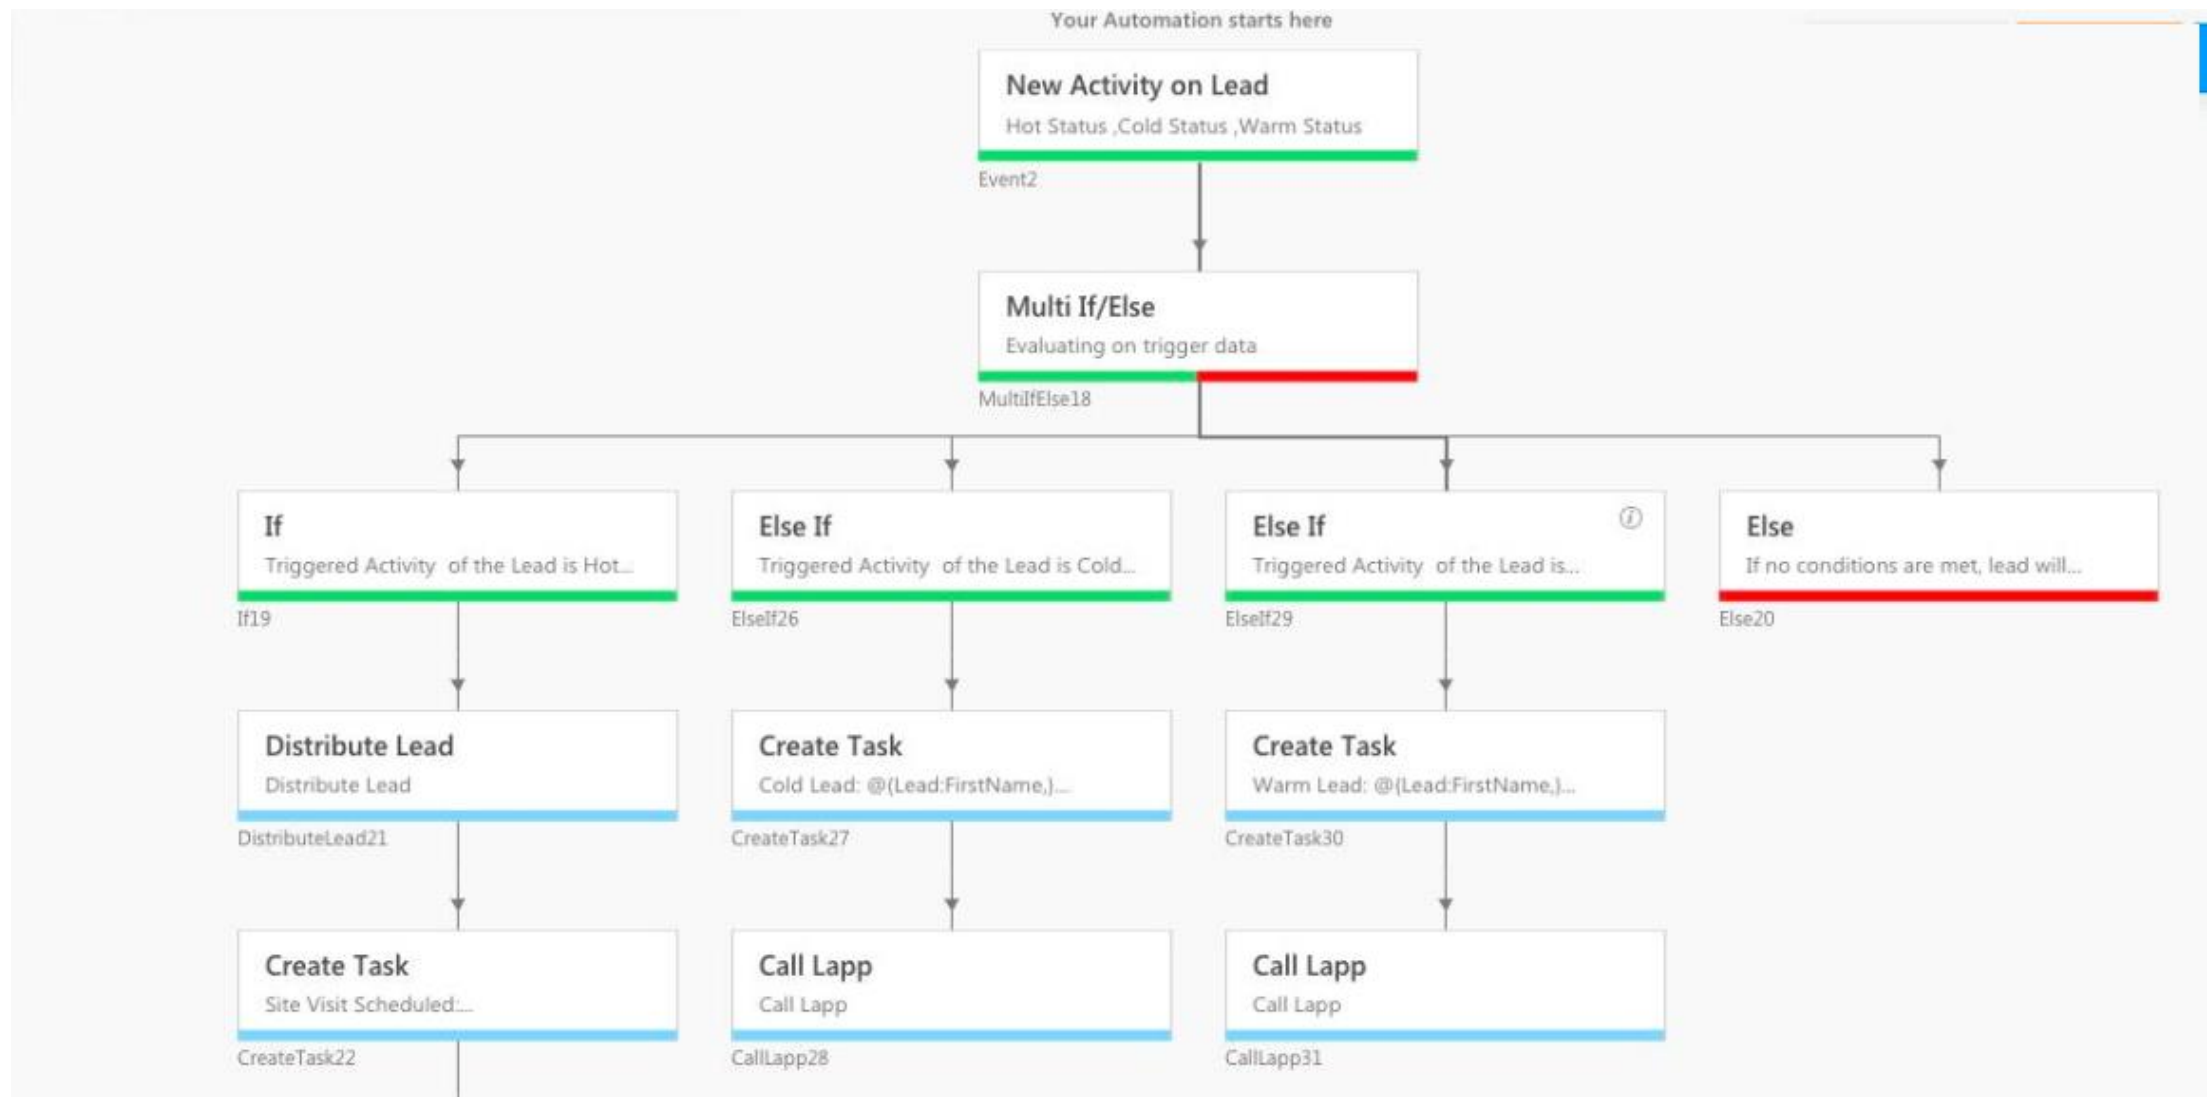 Your Automation starts here
New Activity on Lead
Hot Status ,Cold Status ,Warm Status
Event2
Multi If/Else
Evaluating on trigger data
MultiIfElse18
If
Triggered Activity  of the Lead is Hot...
If19
Else If
Triggered Activity  of the Lead is Cold...
ElseIf26
Else If
Triggered Activity  of the Lead is...
ElseIf29
Else
If no conditions are met, lead will...
Else20
Distribute Lead
Distribute Lead
DistributeLead21
Create Task
Cold Lead: @{Lead:FirstName,}...
CreateTask27
Create Task
Warm Lead: @{Lead:FirstName,}...
CreateTask30
Create Task
Site Visit Scheduled:...
CreateTask22
Call Lapp
Call Lapp
CallLapp28
Call Lapp
Call Lapp
CallLapp31